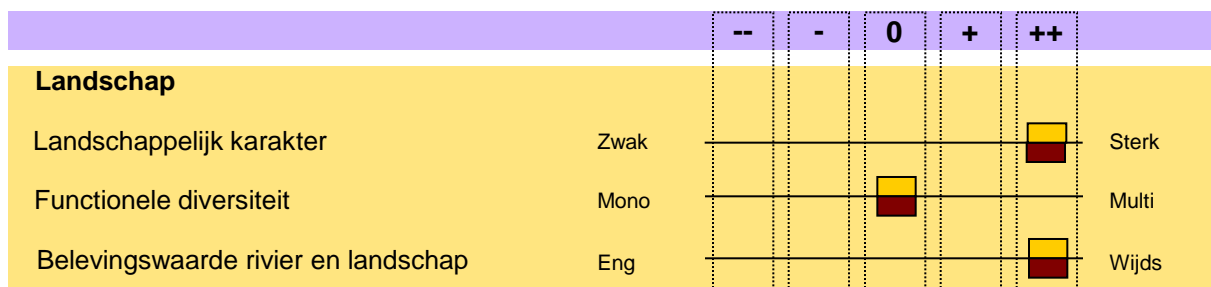 -- - 0 + ++
Landschap
Landschappelijk karakter Zwak Sterk
Functionele diversiteit Mono Multi
Belevingswaarde rivier en landschap Eng Wijds